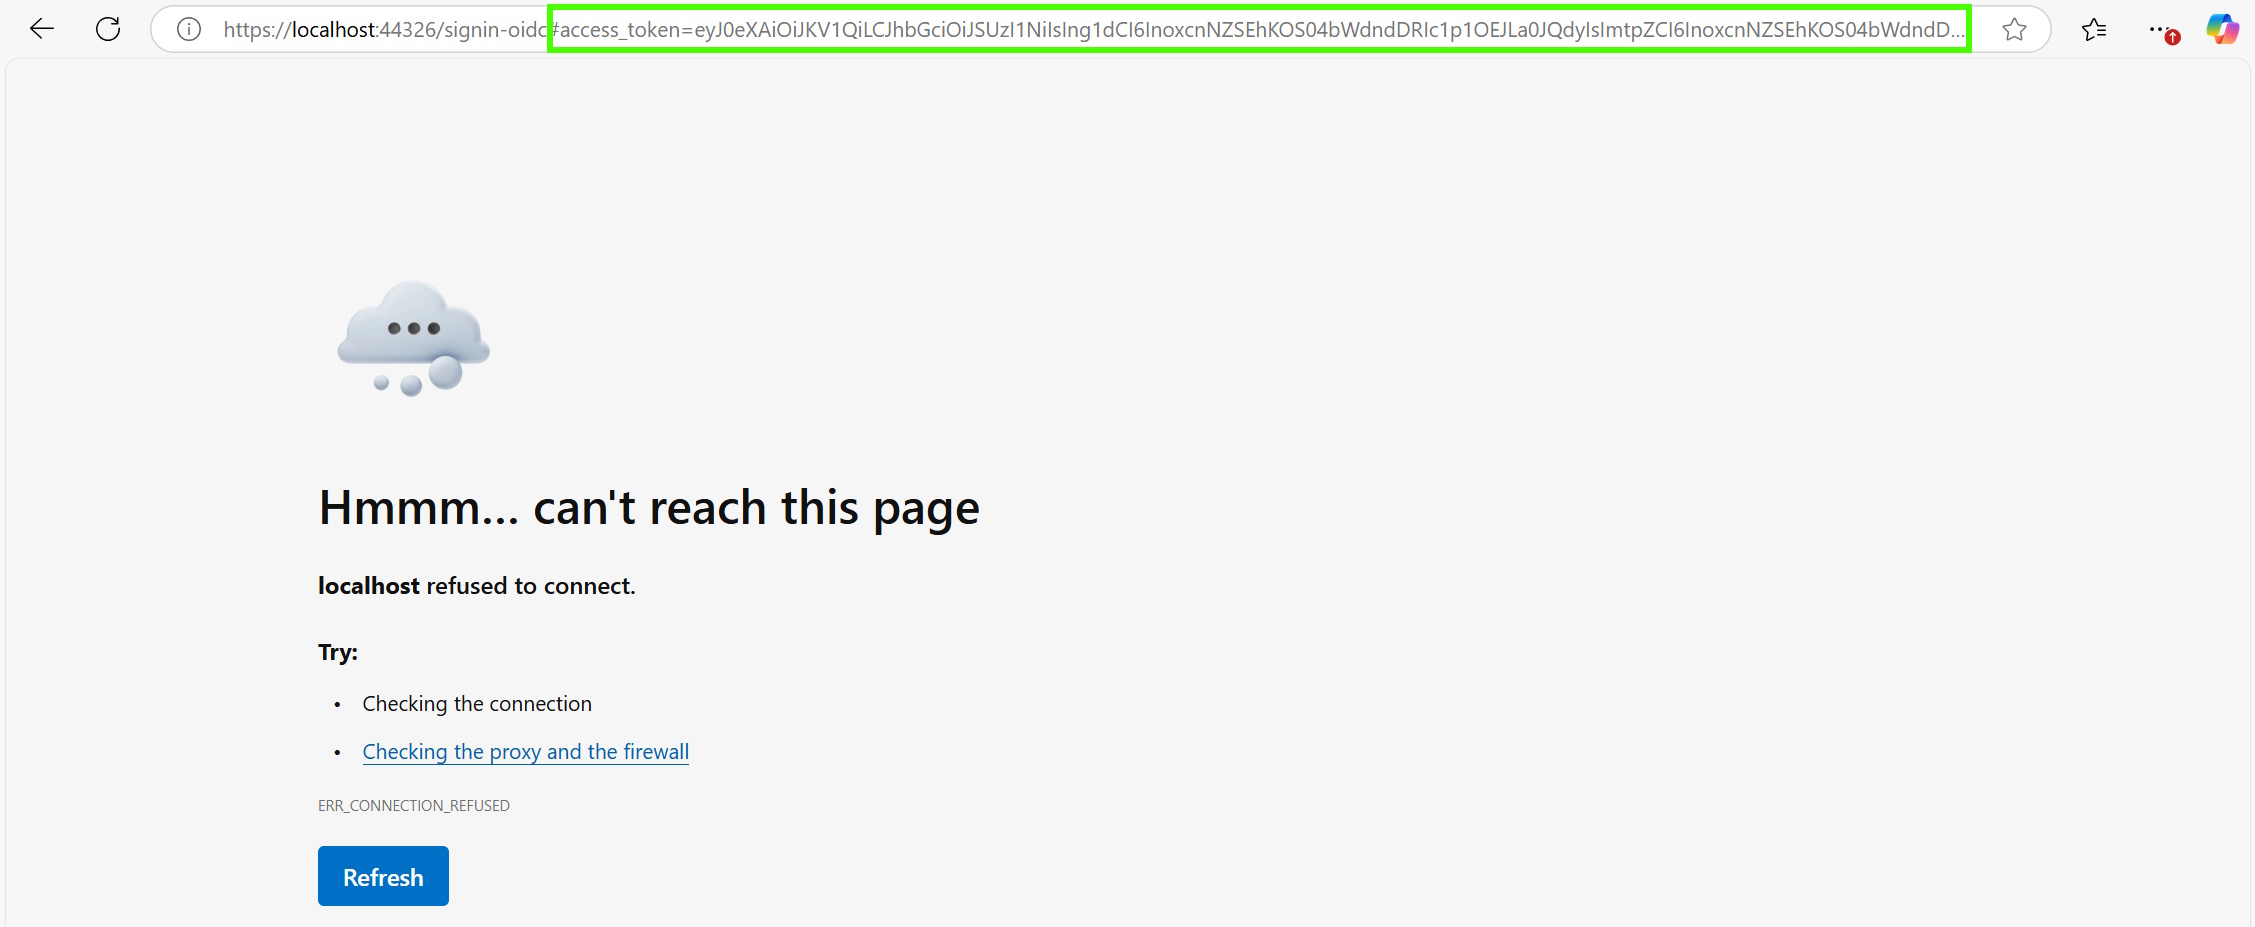 https://localhost:44326/signin-oidc#access_token=eyJ0eXAiOiJKV1QiLCJhbGciOiJSUzI1NiIsIng1dCI6InoxcnNZSEhKOS04bWdndDRIc1p1OEJLa0JQdyIsImtpZCI6InoxcnNZSEhKOS04bWdndD...
Hmmm... can't reach this page
localhost refused to connect.
Try:
• Checking the connection
• Checking the proxy and the firewall
ERR_CONNECTION_REFUSED
Refresh